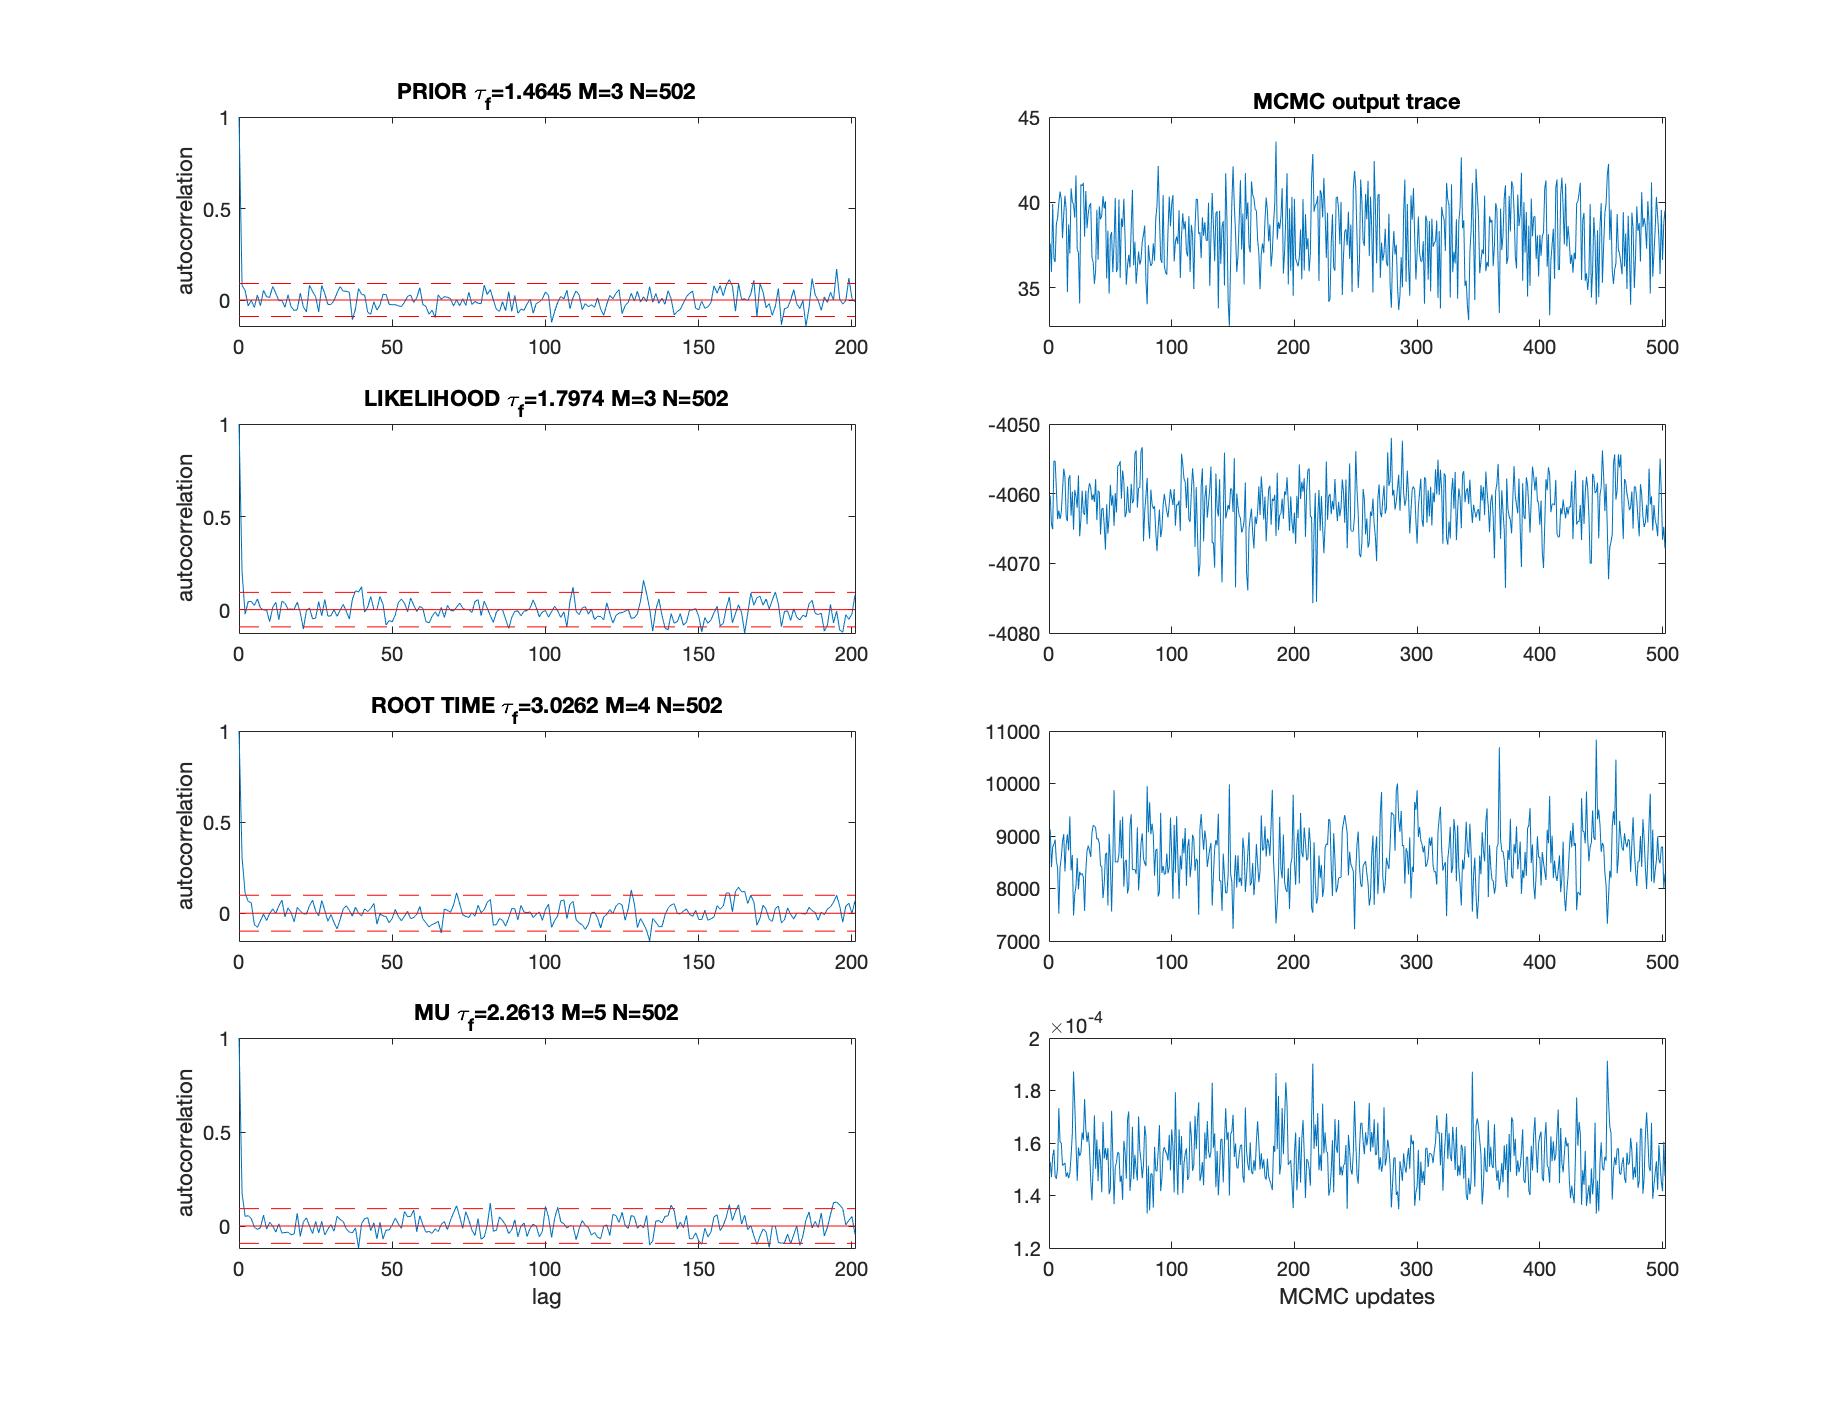 PRIOR τf=1.4645 M=3 N=502
autocorrelation
1
0.5
0
0 50 100 150 200
MCMC output trace
45
40
35
0 100 200 300 400 500
LIKELIHOOD τf=1.7974 M=3 N=502
autocorrelation
1
0.5
0
0 50 100 150 200
-4050
-4060
-4070
-4080
0 100 200 300 400 500
ROOT TIME τf=3.0262 M=4 N=502
autocorrelation
1
0.5
0
0 50 100 150 200
11000
10000
9000
8000
7000
0 100 200 300 400 500
MU τf=2.2613 M=5 N=502
autocorrelation
1
0.5
0
0 50 100 150 200
lag
×10-4
2
1.8
1.6
1.4
1.2
0 100 200 300 400 500
MCMC updates